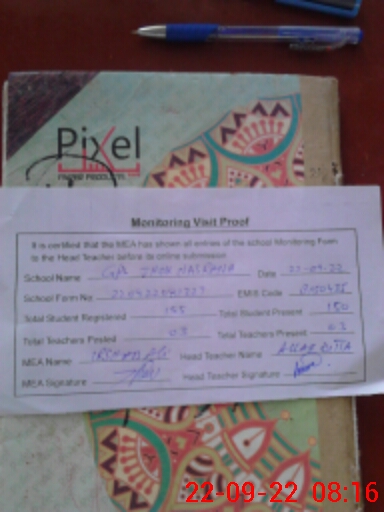 Pixel
PAPER PRODUCTS
Monitoring Visit Proof
It is certified that the MEA has shown all entries of the school Monitoring Form
to the Head Teacher before its online submission.
School Name GPS Date 22-09-22
School Form No EMIS Code
Total Student Registered 155 Total Student Present 150
Total Teachers Posted 03 Total Teachers Present 03
MEA Name Head Teacher Name
MEA Signature Head Teacher Signature
22-09-22 08:16